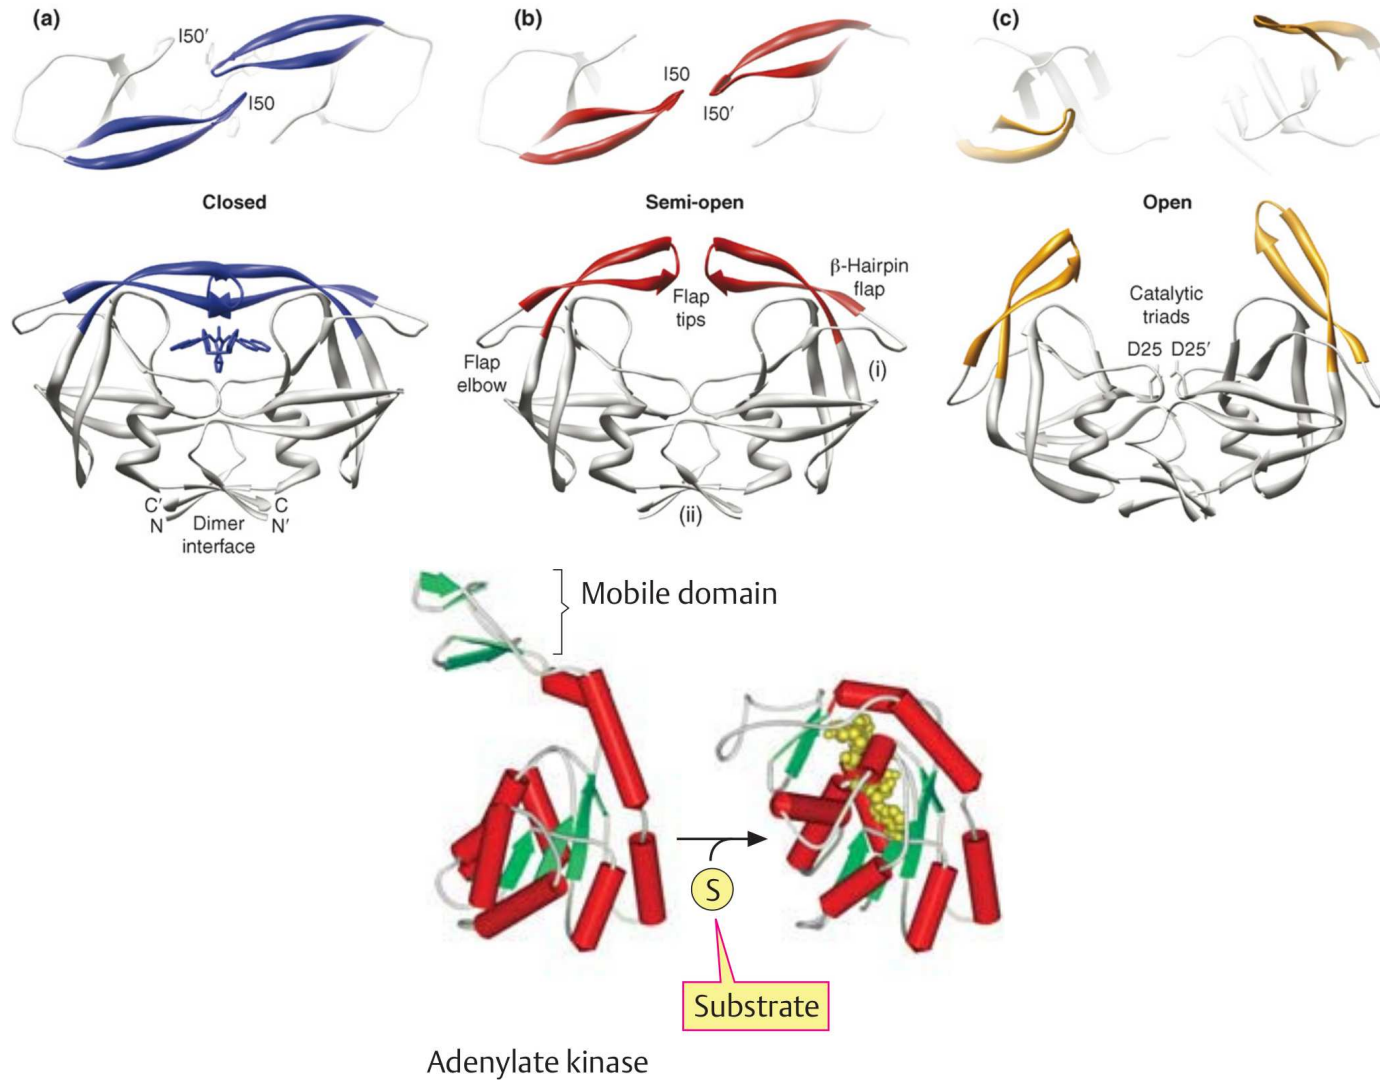 (a)
I50′
I50
(b)
I50
I50′
(c)
Closed
Semi-open
Open
Flap
tips
β-Hairpin
flap
Flap
elbow
(i)
Catalytic
triads
D25 D25′
C′
N
Dimer
interface
C
N′
(ii)
Mobile domain
S
Substrate
Adenylate kinase